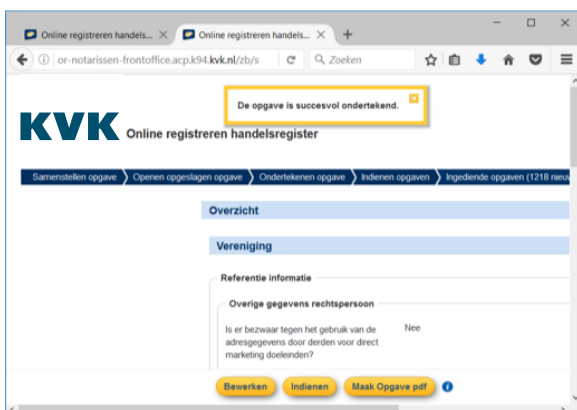 Online registreren handels...
Online registreren handels...
or-notarissen-frontoffice.acp.k94.kvk.nl/zb/s
Zoeken
De opgave is succesvol ondertekend.
KVK Online registreren handelsregister
Samenstellen opgave
Openen opgeslagen opgave
Ondertekenen opgave
Indienen opgaven
Ingediende opgaven (1218 nieuw
Overzicht
Vereniging
Referentie informatie
Overige gegevens rechtspersoon
Is er bezwaar tegen het gebruik van de Nee
adresgegevens door derden voor direct
marketing doeleinden?
Bewerken
Indienen
Maak Opgave pdf